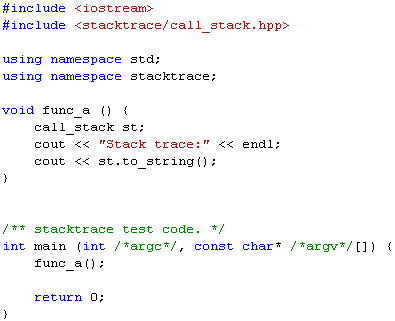 #include <iostream>
#include <stacktrace/call_stack.hpp>
using namespace std;
using namespace stacktrace;
void func_a () {
    call_stack st;
    cout << "Stack trace:" << endl;
    cout << st.to_string();
}
/** stacktrace test code. */
int main (int /*argc*/, const char* /*argv*/[]) {
    func_a();
    return 0;
}